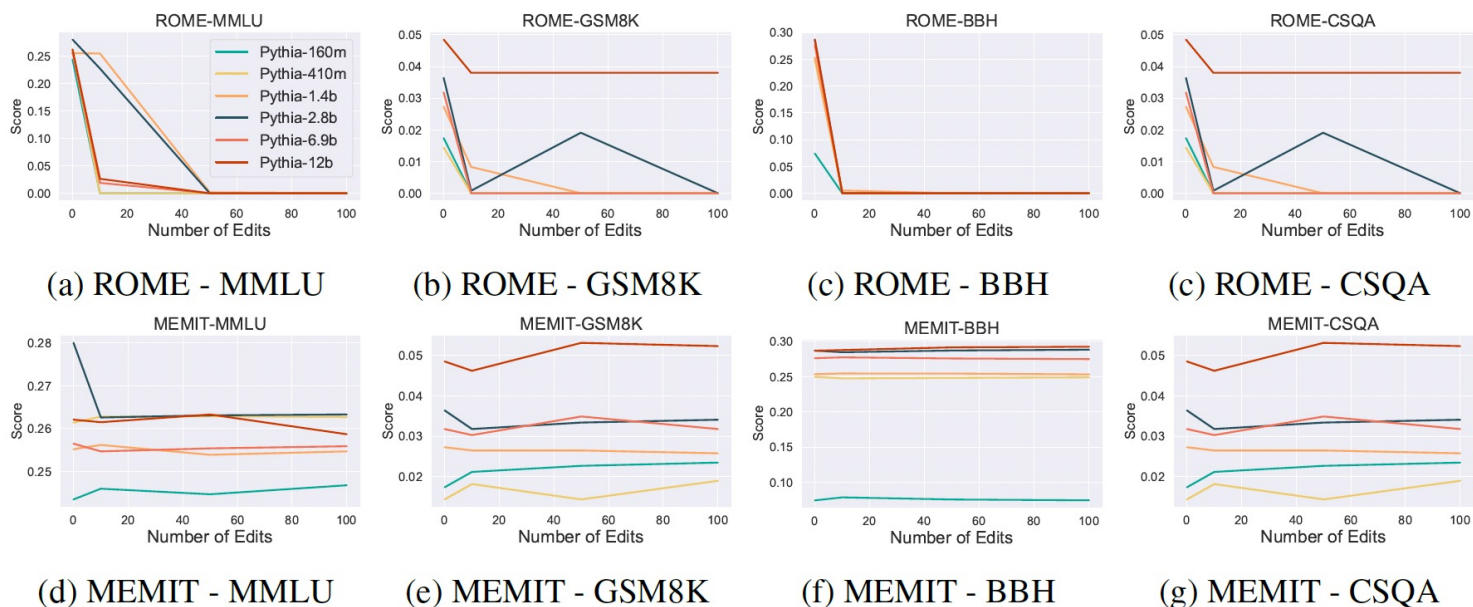 ROME-MMLU
Score
0.25
0.20
0.15
0.10
0.05
0.00
Pythia-160m
Pythia-410m
Pythia-1.4b
Pythia-2.8b
Pythia-6.9b
Pythia-12b
0 20 40 60 80 100
Number of Edits
(a) ROME - MMLU
ROME-GSM8K
Score
0.05
0.04
0.03
0.02
0.01
0.00
0 20 40 60 80 100
Number of Edits
(b) ROME - GSM8K
ROME-BBH
Score
0.30
0.25
0.20
0.15
0.10
0.05
0.00
0 20 40 60 80 100
Number of Edits
(c) ROME - BBH
ROME-CSQA
Score
0.05
0.04
0.03
0.02
0.01
0.00
0 20 40 60 80 100
Number of Edits
(c) ROME - CSQA
MEMIT-MMLU
Score
0.28
0.27
0.26
0.25
0 20 40 60 80 100
Number of Edits
(d) MEMIT - MMLU
MEMIT-GSM8K
Score
0.05
0.04
0.03
0.02
0 20 40 60 80 100
Number of Edits
(e) MEMIT - GSM8K
MEMIT-BBH
Score
0.30
0.25
0.20
0.15
0.10
0 20 40 60 80 100
Number of Edits
(f) MEMIT - BBH
MEMIT-CSQA
Score
0.05
0.04
0.03
0.02
0 20 40 60 80 100
Number of Edits
(g) MEMIT - CSQA